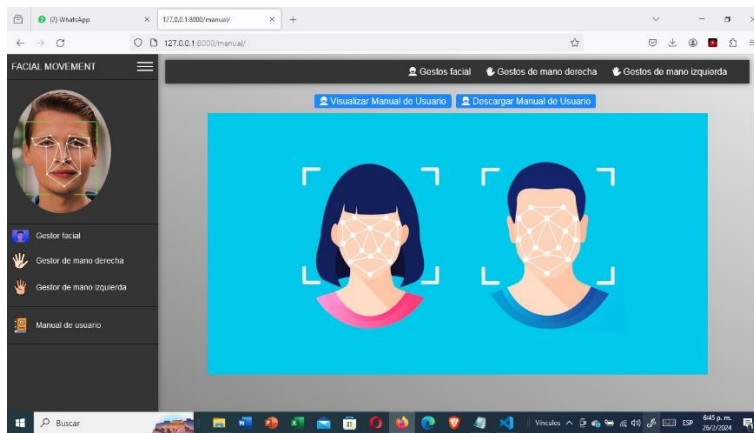 (2) WhatsApp
127.0.0.1:8000/manual/
127.0.0.1:8000/manual/
FACIAL MOVEMENT
Gestos facial
Gestos de mano derecha
Gestos de mano izquierda
Visualizar Manual de Usuario
Descargar Manual de Usuario
Gestor facial
Gestor de mano derecha
Gestor de mano izquierda
Manual de usuario
Buscar
Vínculos
ESP
6:45 p. m.
26/2/2024